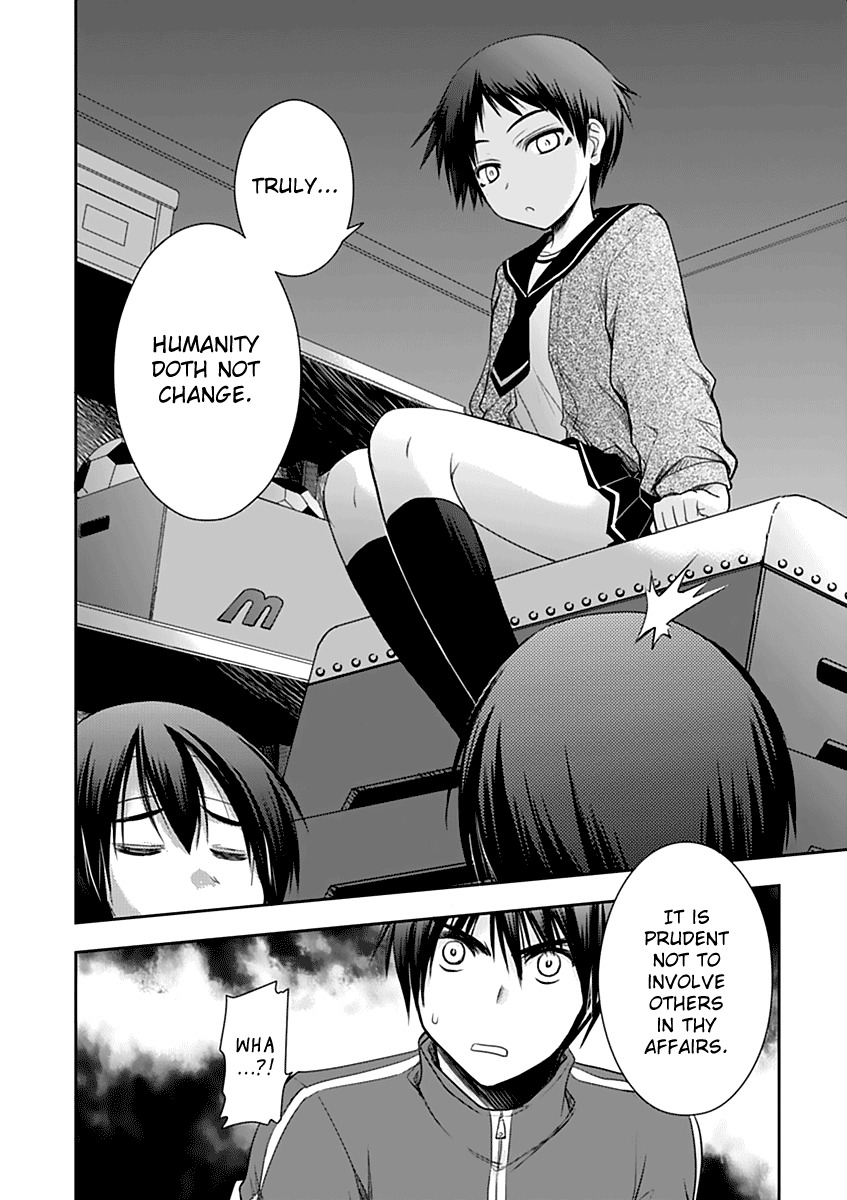 TRULY...
HUMANITY
DOTH NOT
CHANGE.
m
IT IS
PRUDENT
NOT TO
INVOLVE
OTHERS
IN THY
AFFAIRS.
WHA
...?!